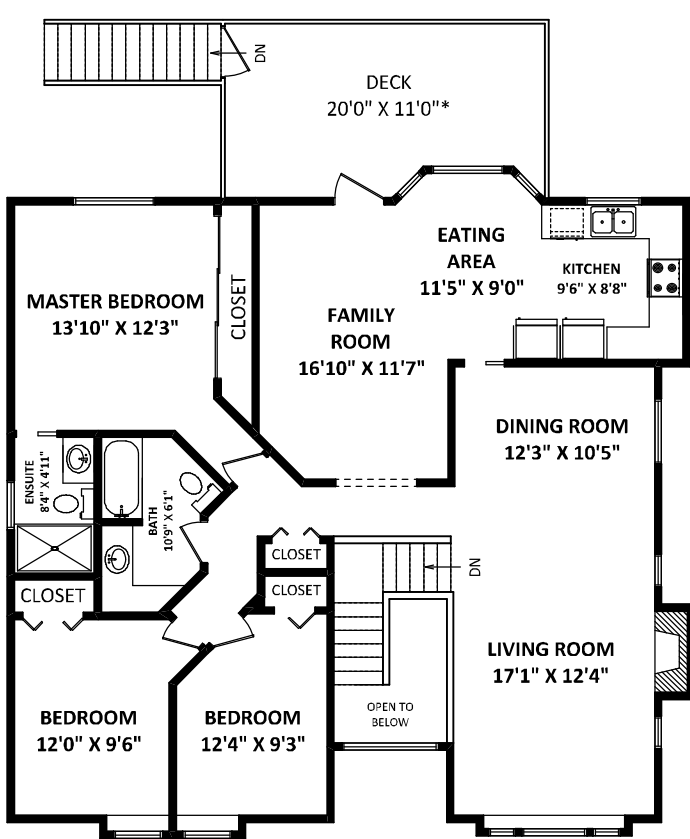 DN
DECK
20'0" X 11'0"*
EATING
AREA
11'5" X 9'0"
KITCHEN
9'6" X 8'8"
MASTER BEDROOM
13'10" X 12'3"
CLOSET
FAMILY
ROOM
16'10" X 11'7"
DINING ROOM
12'3" X 10'5"
ENSUITE
8'4" X 4'11"
BATH
10'9" X 6'1"
CLOSET
DN
CLOSET
CLOSET
LIVING ROOM
17'1" X 12'4"
OPEN TO
BELOW
BEDROOM
12'0" X 9'6"
BEDROOM
12'4" X 9'3"